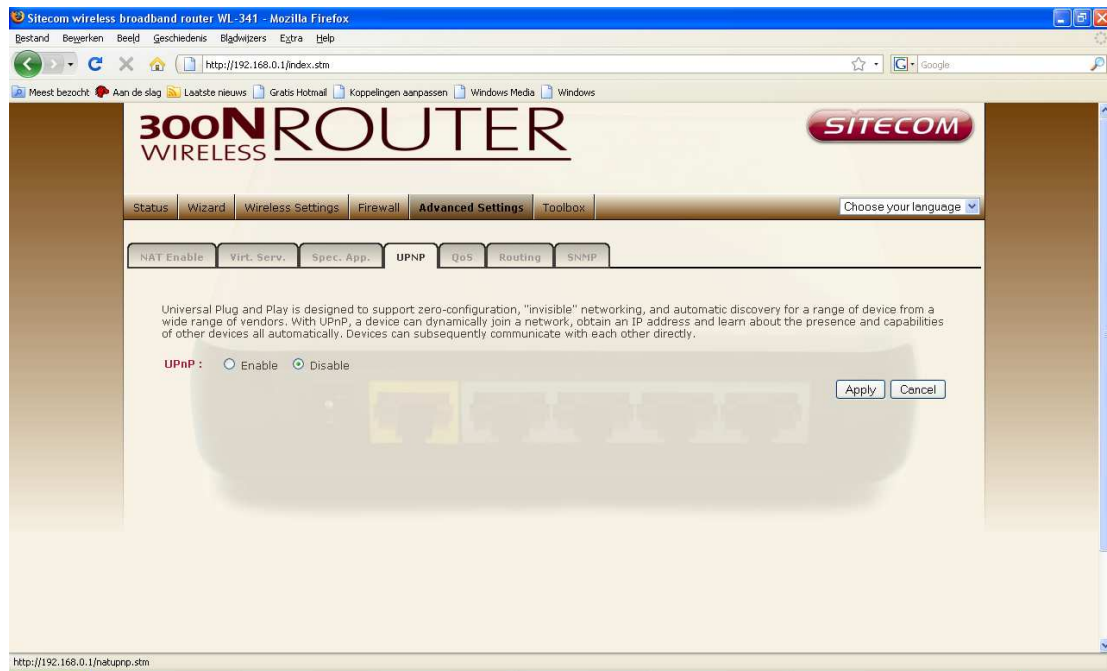 Sitecom wireless broadband router WL-341 - Mozilla Firefox
Bestand Bewerken Beeld Geschiedenis Bladwijzers Extra Help
http://192.168.0.1/index.stm
G Google
Meest bezocht Aan de slag Laatste nieuws Gratis Hotmail Koppelingen aanpassen Windows Media Windows
300N ROUTER
WIRELESS
SITECOM
Status Wizard Wireless Settings Firewall Advanced Settings Toolbox
Choose your language
NAT Enable Virt. Serv. Spec. App. UPNP QoS Routing SNMP
Universal Plug and Play is designed to support zero-configuration, "invisible" networking, and automatic discovery for a range of device from a
wide range of vendors. With UPnP, a device can dynamically join a network, obtain an IP address and learn about the presence and capabilities
of other devices all automatically. Devices can subsequently communicate with each other directly.
UPnP : Enable Disable
Apply Cancel
http://192.168.0.1/natupnp.stm